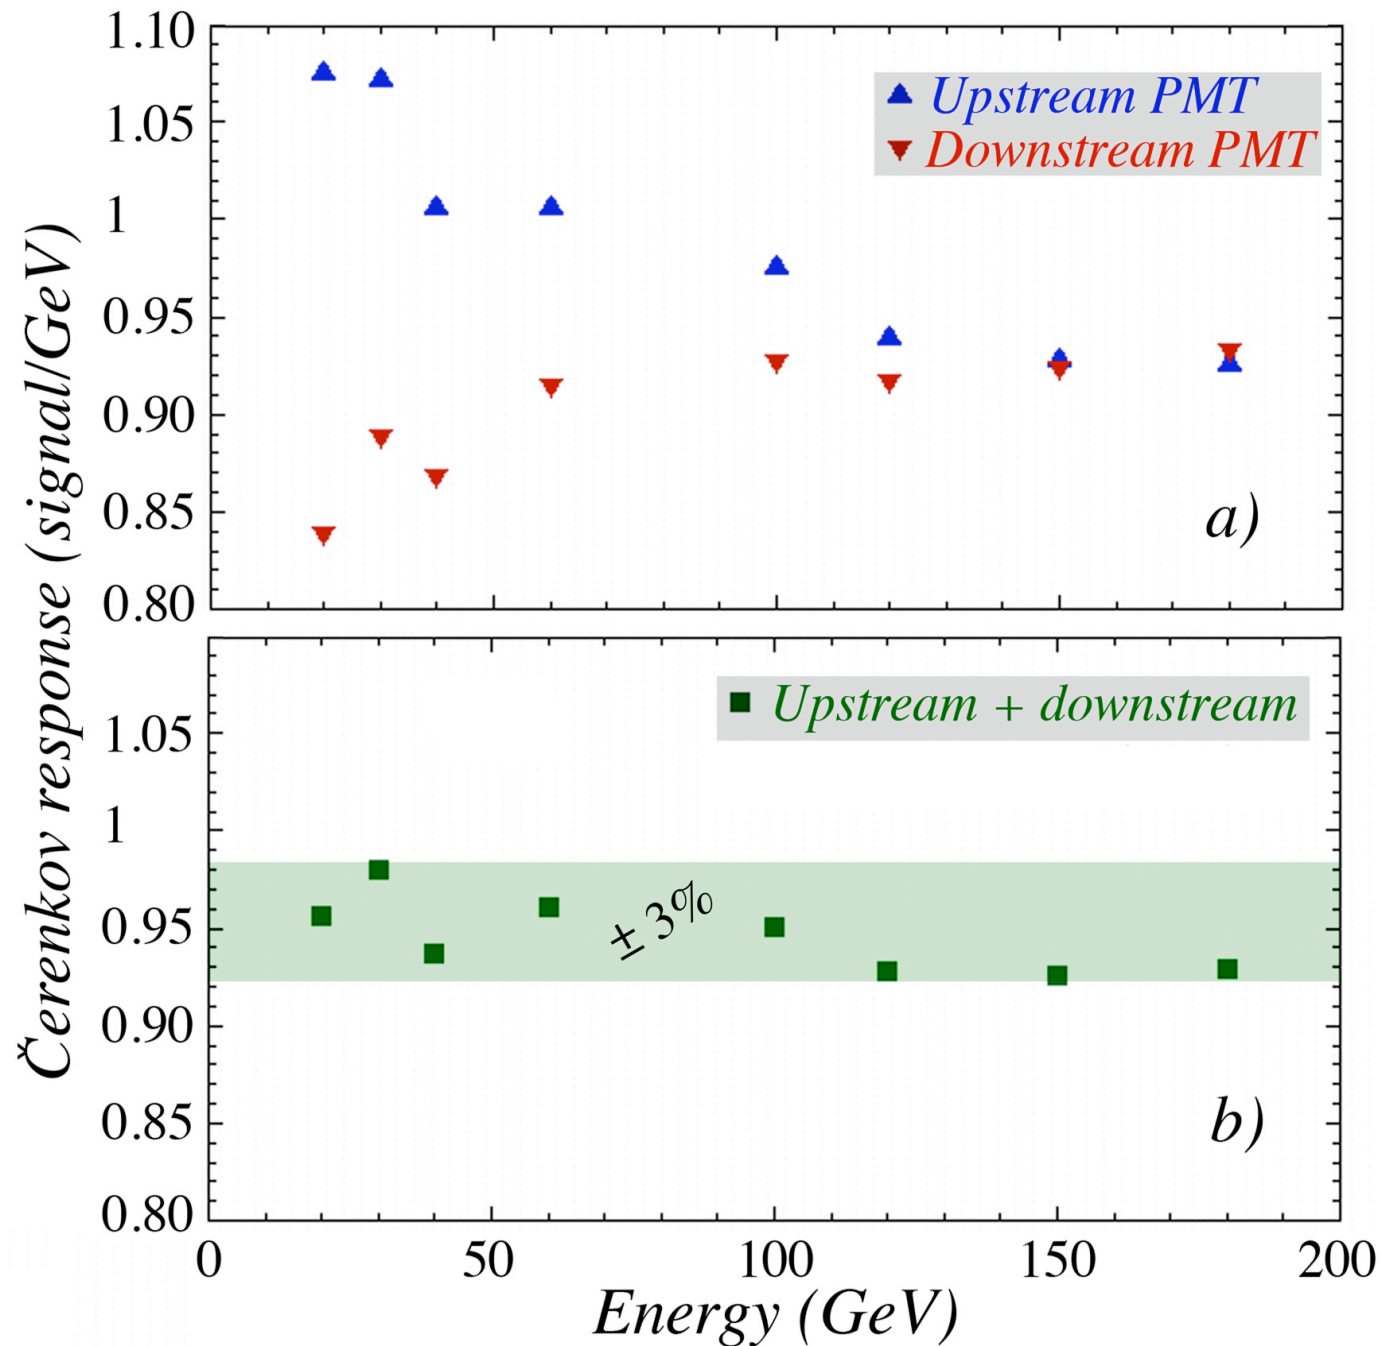 1.10
1.05
1
0.95
0.90
0.85
0.80
Upstream PMT
Downstream PMT
a)
Čerenkov response (signal/GeV)
1.05
1
0.95
0.90
0.85
0.80
Upstream + downstream
± 3%
b)
0 50 100 150 200
Energy (GeV)